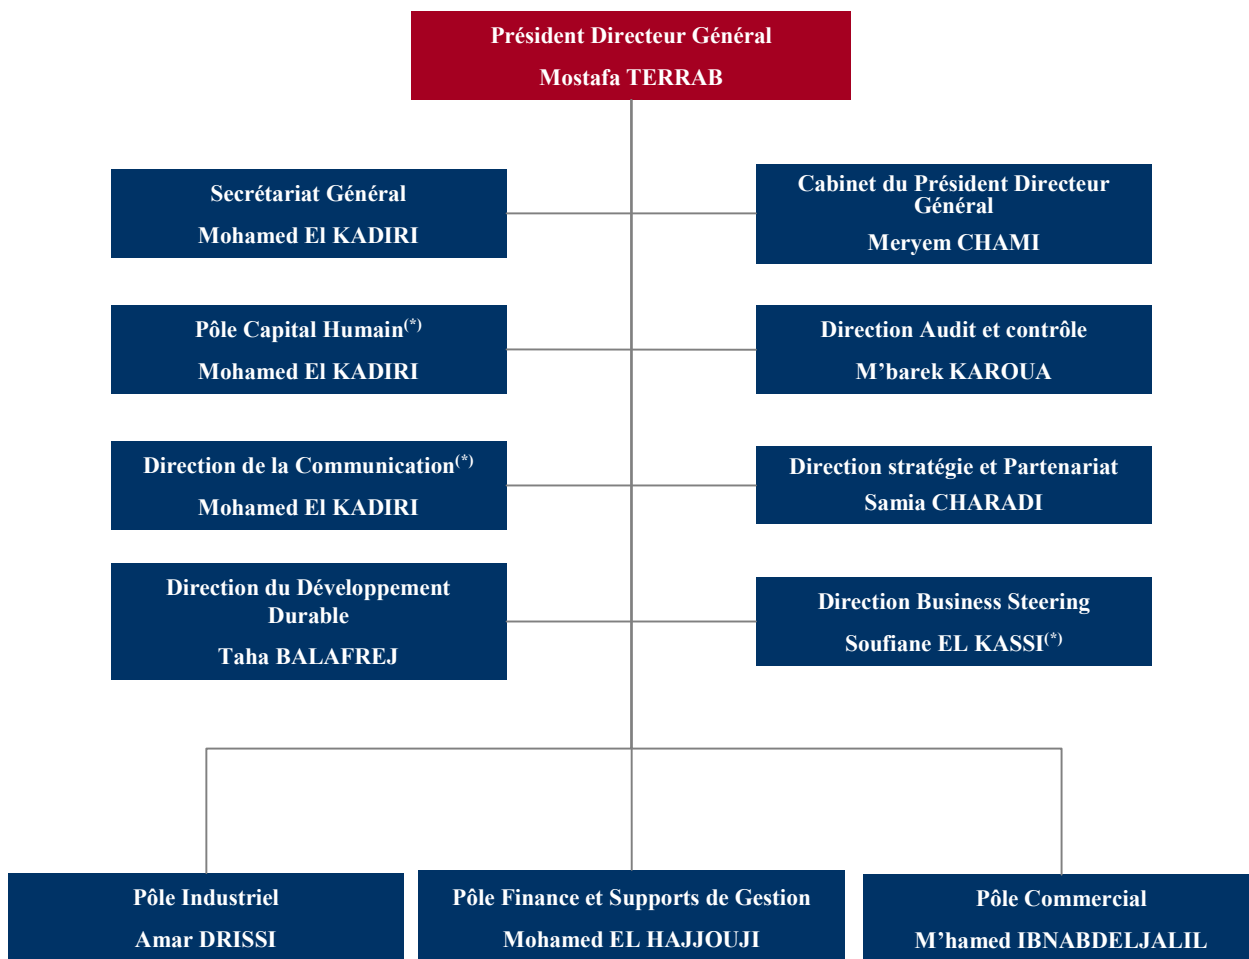 Président Directeur Général
Mostafa TERRAB
Secrétariat Général
Mohamed El KADIRI
Cabinet du Président Directeur
Général
Meryem CHAMI
Pôle Capital Humain(*)
Mohamed El KADIRI
Direction Audit et contrôle
M’barek KAROUA
Direction de la Communication(*)
Mohamed El KADIRI
Direction stratégie et Partenariat
Samia CHARADI
Direction du Développement
Durable
Taha BALAFREJ
Direction Business Steering
Soufiane EL KASSI(*)
Pôle Industriel
Amar DRISSI
Pôle Finance et Supports de Gestion
Mohamed EL HAJJOUJI
Pôle Commercial
M’hamed IBNABDELJALIL